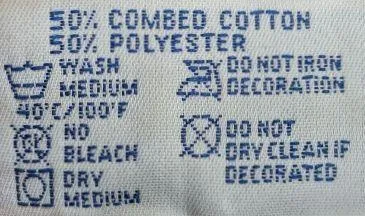 50% COMBED COTTON
50% POLYESTER
WASH
MEDIUM
40°C/100°F
DO NOT IRON
DECORATION
NO
BLEACH
DO NOT
DRY CLEAN IF
DECORATED
DRY
MEDIUM